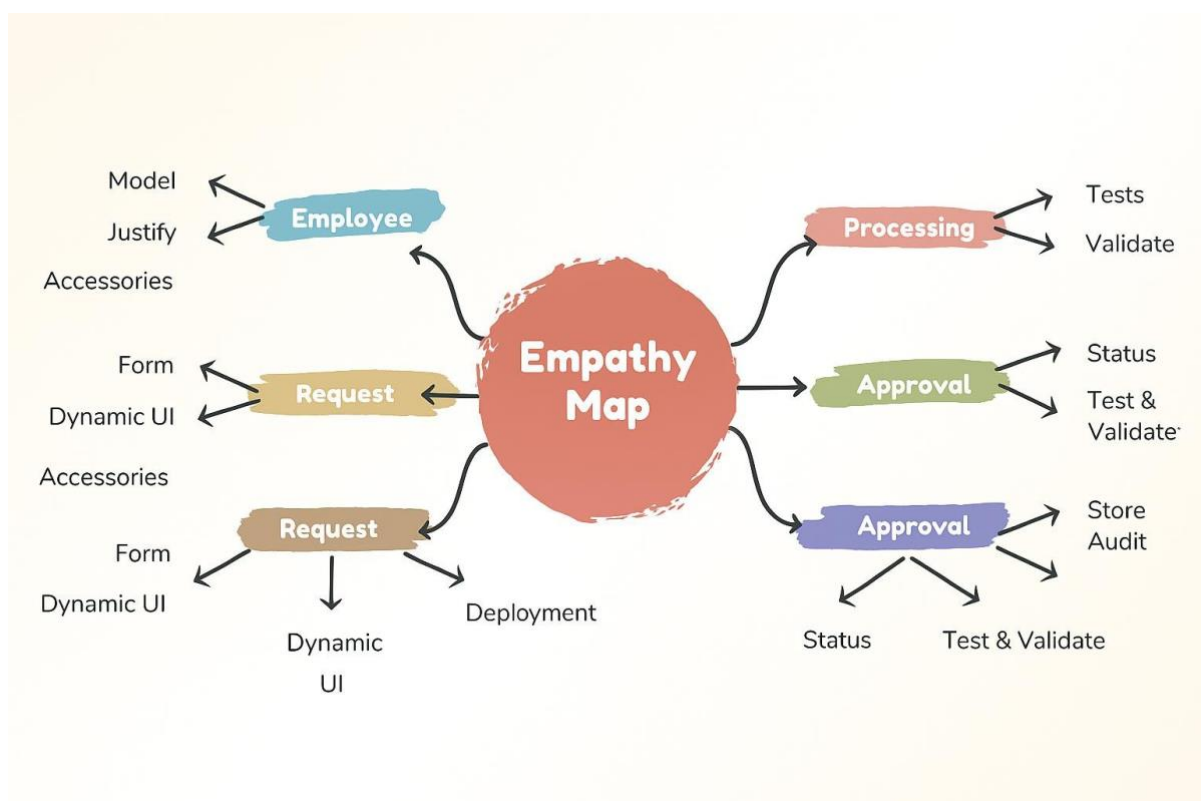 Model
Justify
Accessories
Employee
Form
Dynamic UI
Accessories
Request
Form
Dynamic UI
Request
Dynamic
UI
Deployment
Empathy
Map
Processing
Tests
Validate
Approval
Status
Test &
Validate
Approval
Store
Audit
Status
Test & Validate